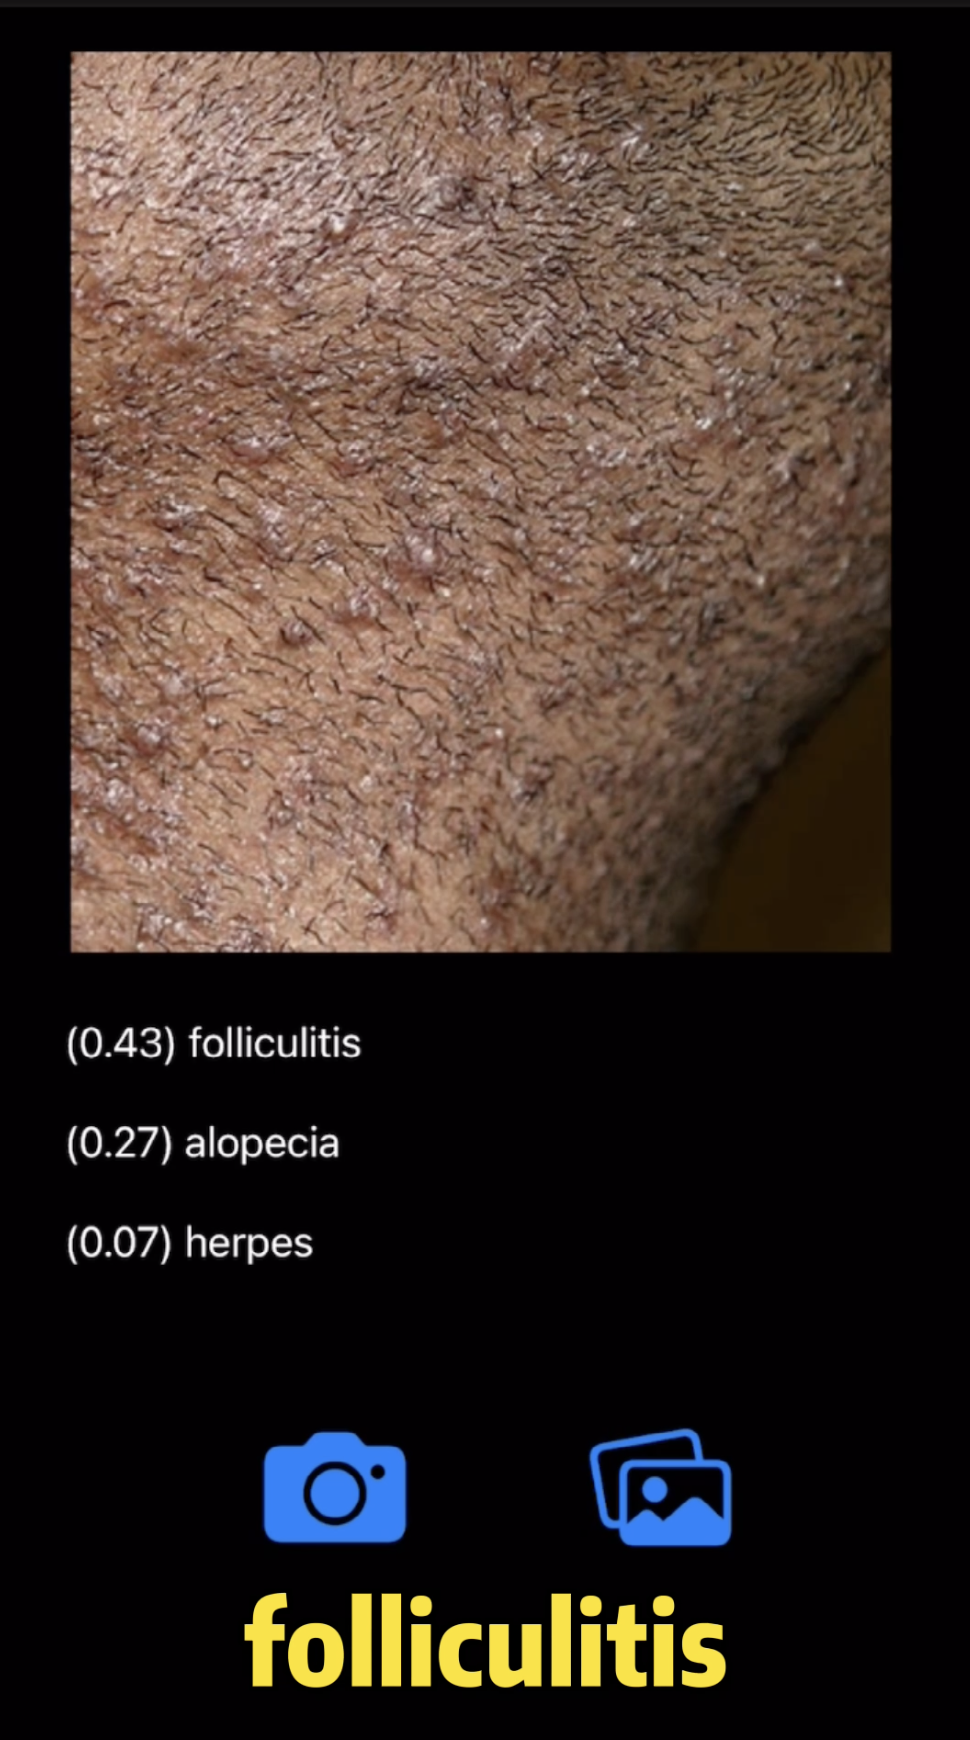 (0.43) folliculitis
(0.27) alopecia
(0.07) herpes
folliculitis